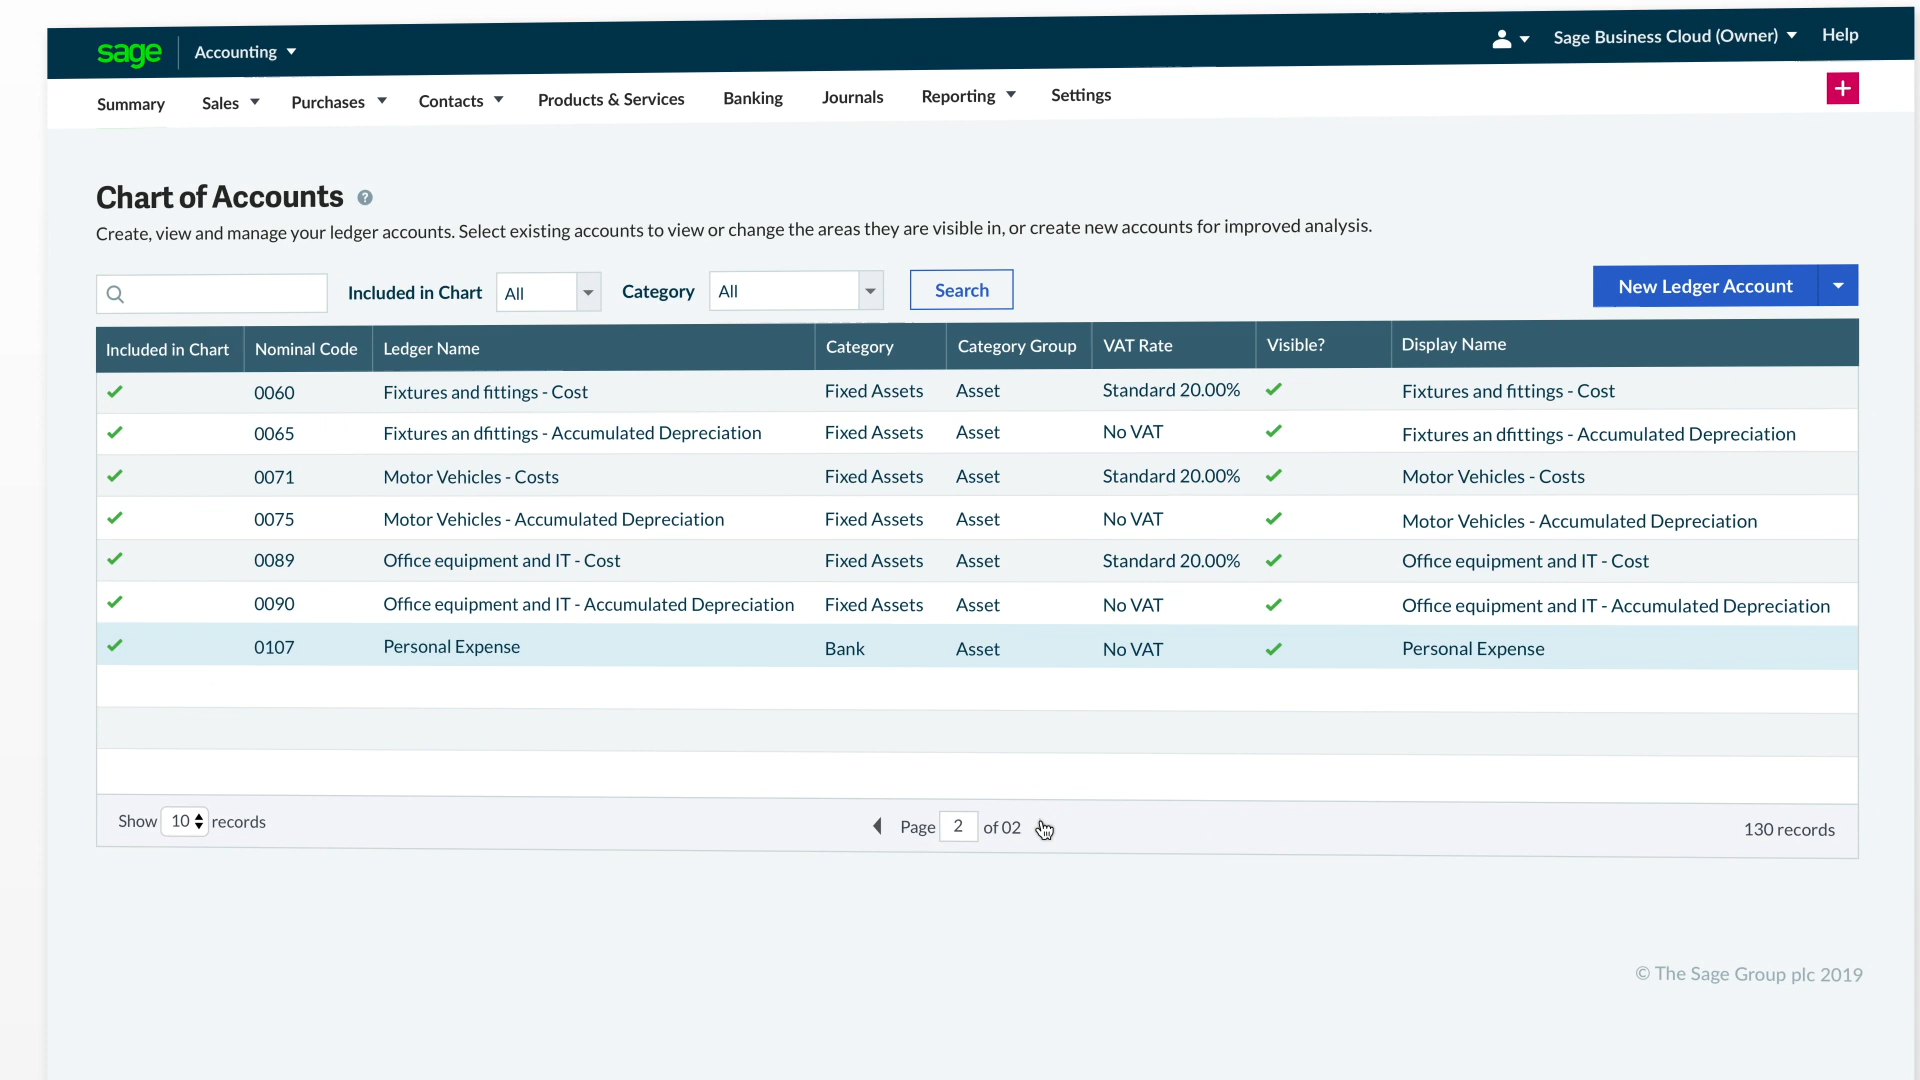 sage Accounting Sage Business Cloud (Owner) Help
Summary Sales Purchases Contacts Products & Services Banking Journals Reporting Settings +
Chart of Accounts ?
Create, view and manage your ledger accounts. Select existing accounts to view or change the areas they are visible in, or create new accounts for improved analysis.
Included in Chart All Category All Search New Ledger Account
Included in Chart Nominal Code Ledger Name Category Category Group VAT Rate Visible? Display Name
0060 Fixtures and fittings - Cost Fixed Assets Asset Standard 20.00% Fixtures and fittings - Cost
0065 Fixtures an dfittings - Accumulated Depreciation Fixed Assets Asset No VAT Fixtures an dfittings - Accumulated Depreciation
0071 Motor Vehicles - Costs Fixed Assets Asset Standard 20.00% Motor Vehicles - Costs
0075 Motor Vehicles - Accumulated Depreciation Fixed Assets Asset No VAT Motor Vehicles - Accumulated Depreciation
0089 Office equipment and IT - Cost Fixed Assets Asset Standard 20.00% Office equipment and IT - Cost
0090 Office equipment and IT - Accumulated Depreciation Fixed Assets Asset No VAT Office equipment and IT - Accumulated Depreciation
0107 Personal Expense Bank Asset No VAT Personal Expense
Show 10 records Page 2 of 02 130 records
© The Sage Group plc 2019